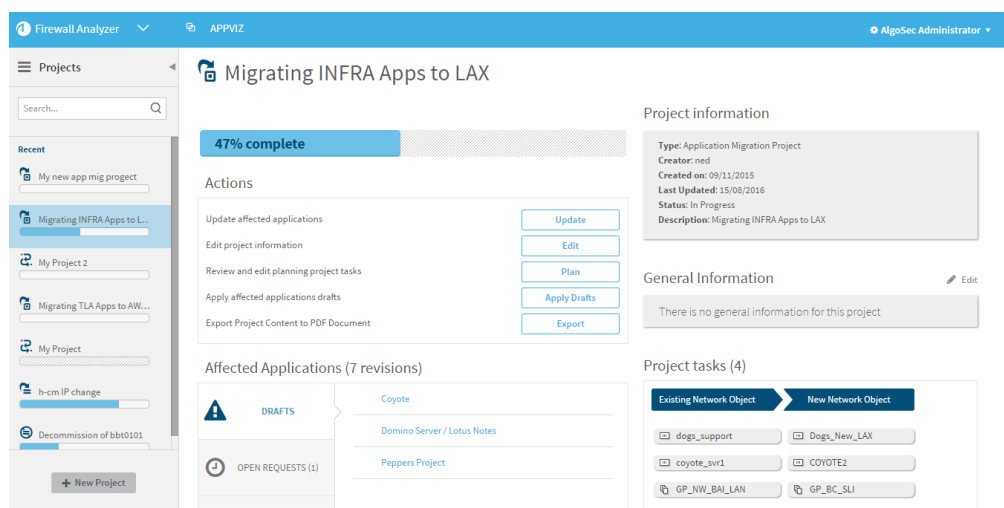 Firewall Analyzer
APPVIZ
AlgoSec Administrator
Projects
Search...
Recent
My new app mig progect
Migrating INFRA Apps to L...
My Project 2
Migrating TLA Apps to AW...
My Project
h-cm IP change
Decommission of bbt0101
+ New Project
Migrating INFRA Apps to LAX
47% complete
Actions
Update affected applications
Update
Edit project information
Edit
Review and edit planning project tasks
Plan
Apply affected applications drafts
Apply Drafts
Export Project Content to PDF Document
Export
Affected Applications (7 revisions)
DRAFTS
OPEN REQUESTS (1)
Coyote
Domino Server / Lotus Notes
Peppers Project
Project information
Type: Application Migration Project
Creator: ned
Created on: 09/11/2015
Last Updated: 15/08/2016
Status: In Progress
Description: Migrating INFRA Apps to LAX
General Information
Edit
There is no general information for this project
Project tasks (4)
Existing Network Object
New Network Object
dogs_support
Dogs_New_LAX
coyote_svr1
COYOTE2
GP_NW_BAI_LAN
GP_BC_SLI